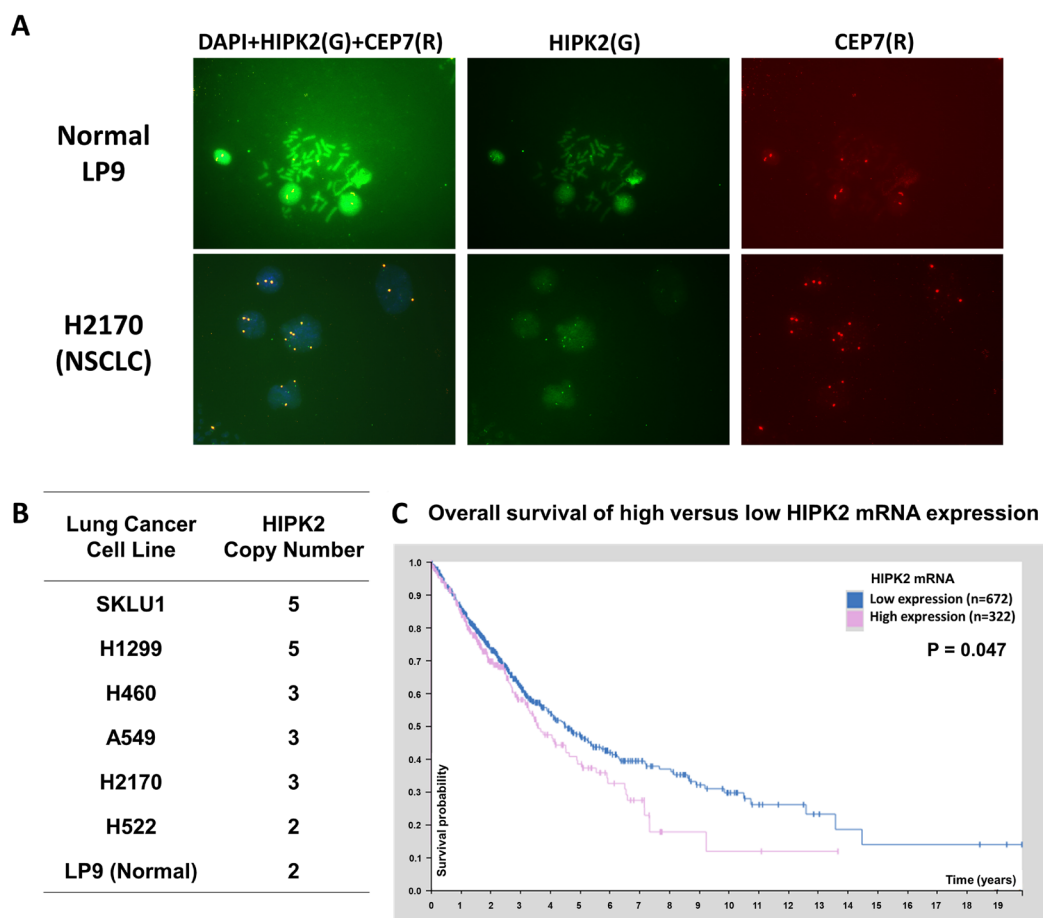 A
DAPI+HIPK2(G)+CEP7(R)
HIPK2(G)
CEP7(R)
Normal
LP9
H2170
(NSCLC)
B
Lung Cancer
Cell Line
HIPK2
Copy Number
SKLU1 5
H1299 5
H460 3
A549 3
H2170 3
H522 2
LP9 (Normal) 2
C Overall survival of high versus low HIPK2 mRNA expression
HIPK2 mRNA
Low expression (n=672)
High expression (n=322)
P = 0.047
1.0
0.9
0.8
0.7
0.6
0.5
0.4
0.3
0.2
0.1
0.0
Survival probability
Time (years)
0 1 2 3 4 5 6 7 8 9 10 11 12 13 14 15 16 17 18 19